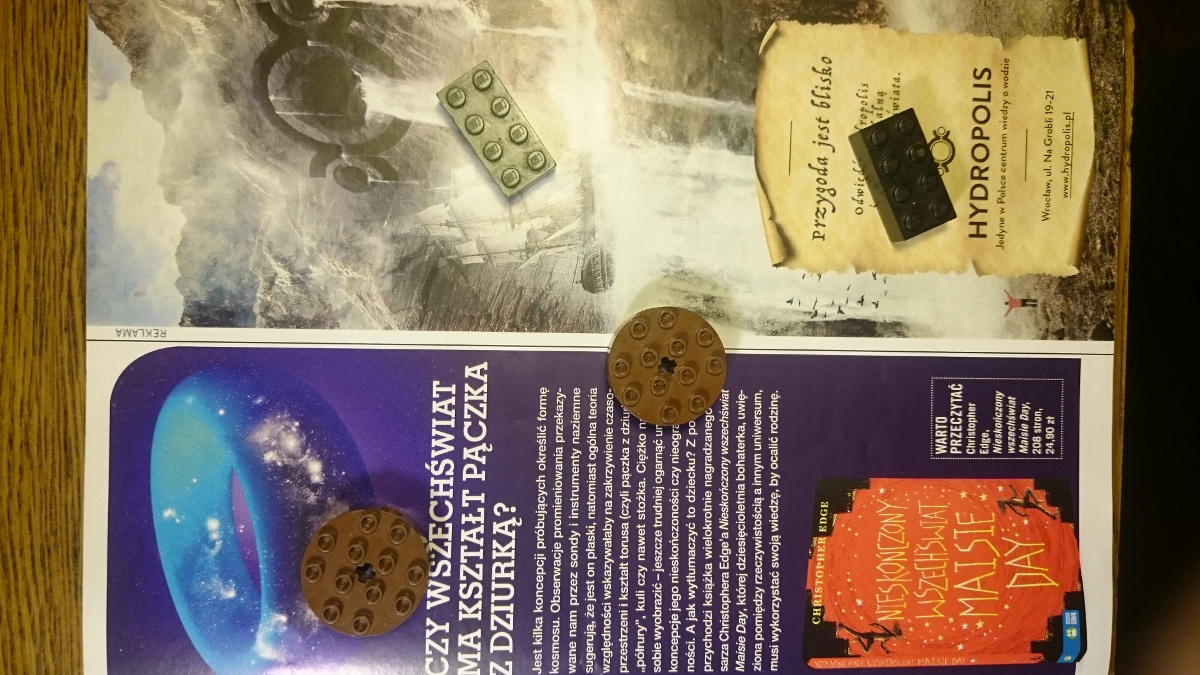 REKLAMA
Przygoda jest blisko
HYDROPOLIS
Jedyne w Polsce centrum wiedzy o wodzie
Wrocław, ul. Na Grobli 19-21
www.hydropolis.pl
CZY WSZECHŚWIAT
MA KSZTAŁT PĄCZKA
Z DZIURKĄ?
Jest kilka koncepcji próbujących określić formę
kosmosu. Obserwacje promieniowania przekazy-
wane nam przez sondy i instrumenty naziemne
sugerują, że jest on płaski, natomiast ogólna teoria
względności wskazywałaby na zakrzywienie czaso-
przestrzeni i kształt torusa (czyli pączka z
„półrury”, kuli czy nawet stożka. Ciężko
sobie wyobrazić – jeszcze trudniej ogarnąć
koncepcje jego nieskończoności czy
ności. A jak wytłumaczyć to dziecku? Z
przychodzi książka wielokrotnie nagradzanego
sarza Christophera Edge'a Nieskończony wszechświat
Maisie Day, której dziesięcioletnia bohaterka, uwię-
ziona pomiędzy rzeczywistością a innym uniwersum,
musi wykorzystać swoją wiedzę, by ocalić rodzinę.
WARTO
PRZECZYTAĆ
Christopher
Edge,
Nieskończony
wszechświat
Maisie Day,
208 stron,
24,90 zł
CHRISTOPHER EDGE
NIESKOŃCZONY
WSZECHŚWIAT
MAISIE
DAY
NIESKOŃCZONY WSZECHŚWIAT MAISIE DAY